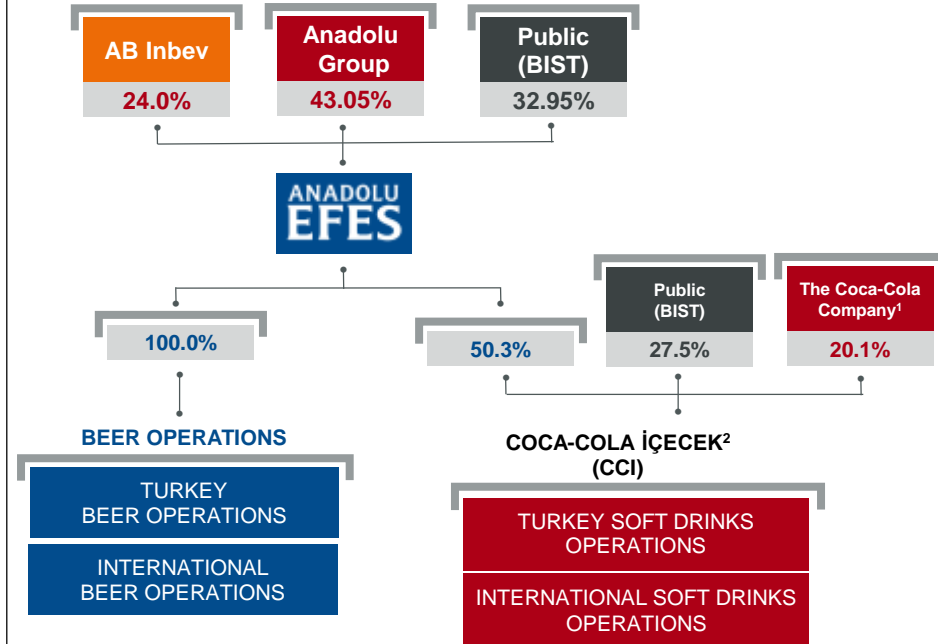 AB Inbev
24.0%
Anadolu
Group
43.05%
Public
(BIST)
32.95%
ANADOLU
EFES
100.0%
50.3%
Public
(BIST)
27.5%
The Coca-Cola
Company¹
20.1%
BEER OPERATIONS
TURKEY
BEER OPERATIONS
INTERNATIONAL
BEER OPERATIONS
COCA-COLA İÇECEK²
(CCI)
TURKEY SOFT DRINKS
OPERATIONS
INTERNATIONAL SOFT DRINKS
OPERATIONS